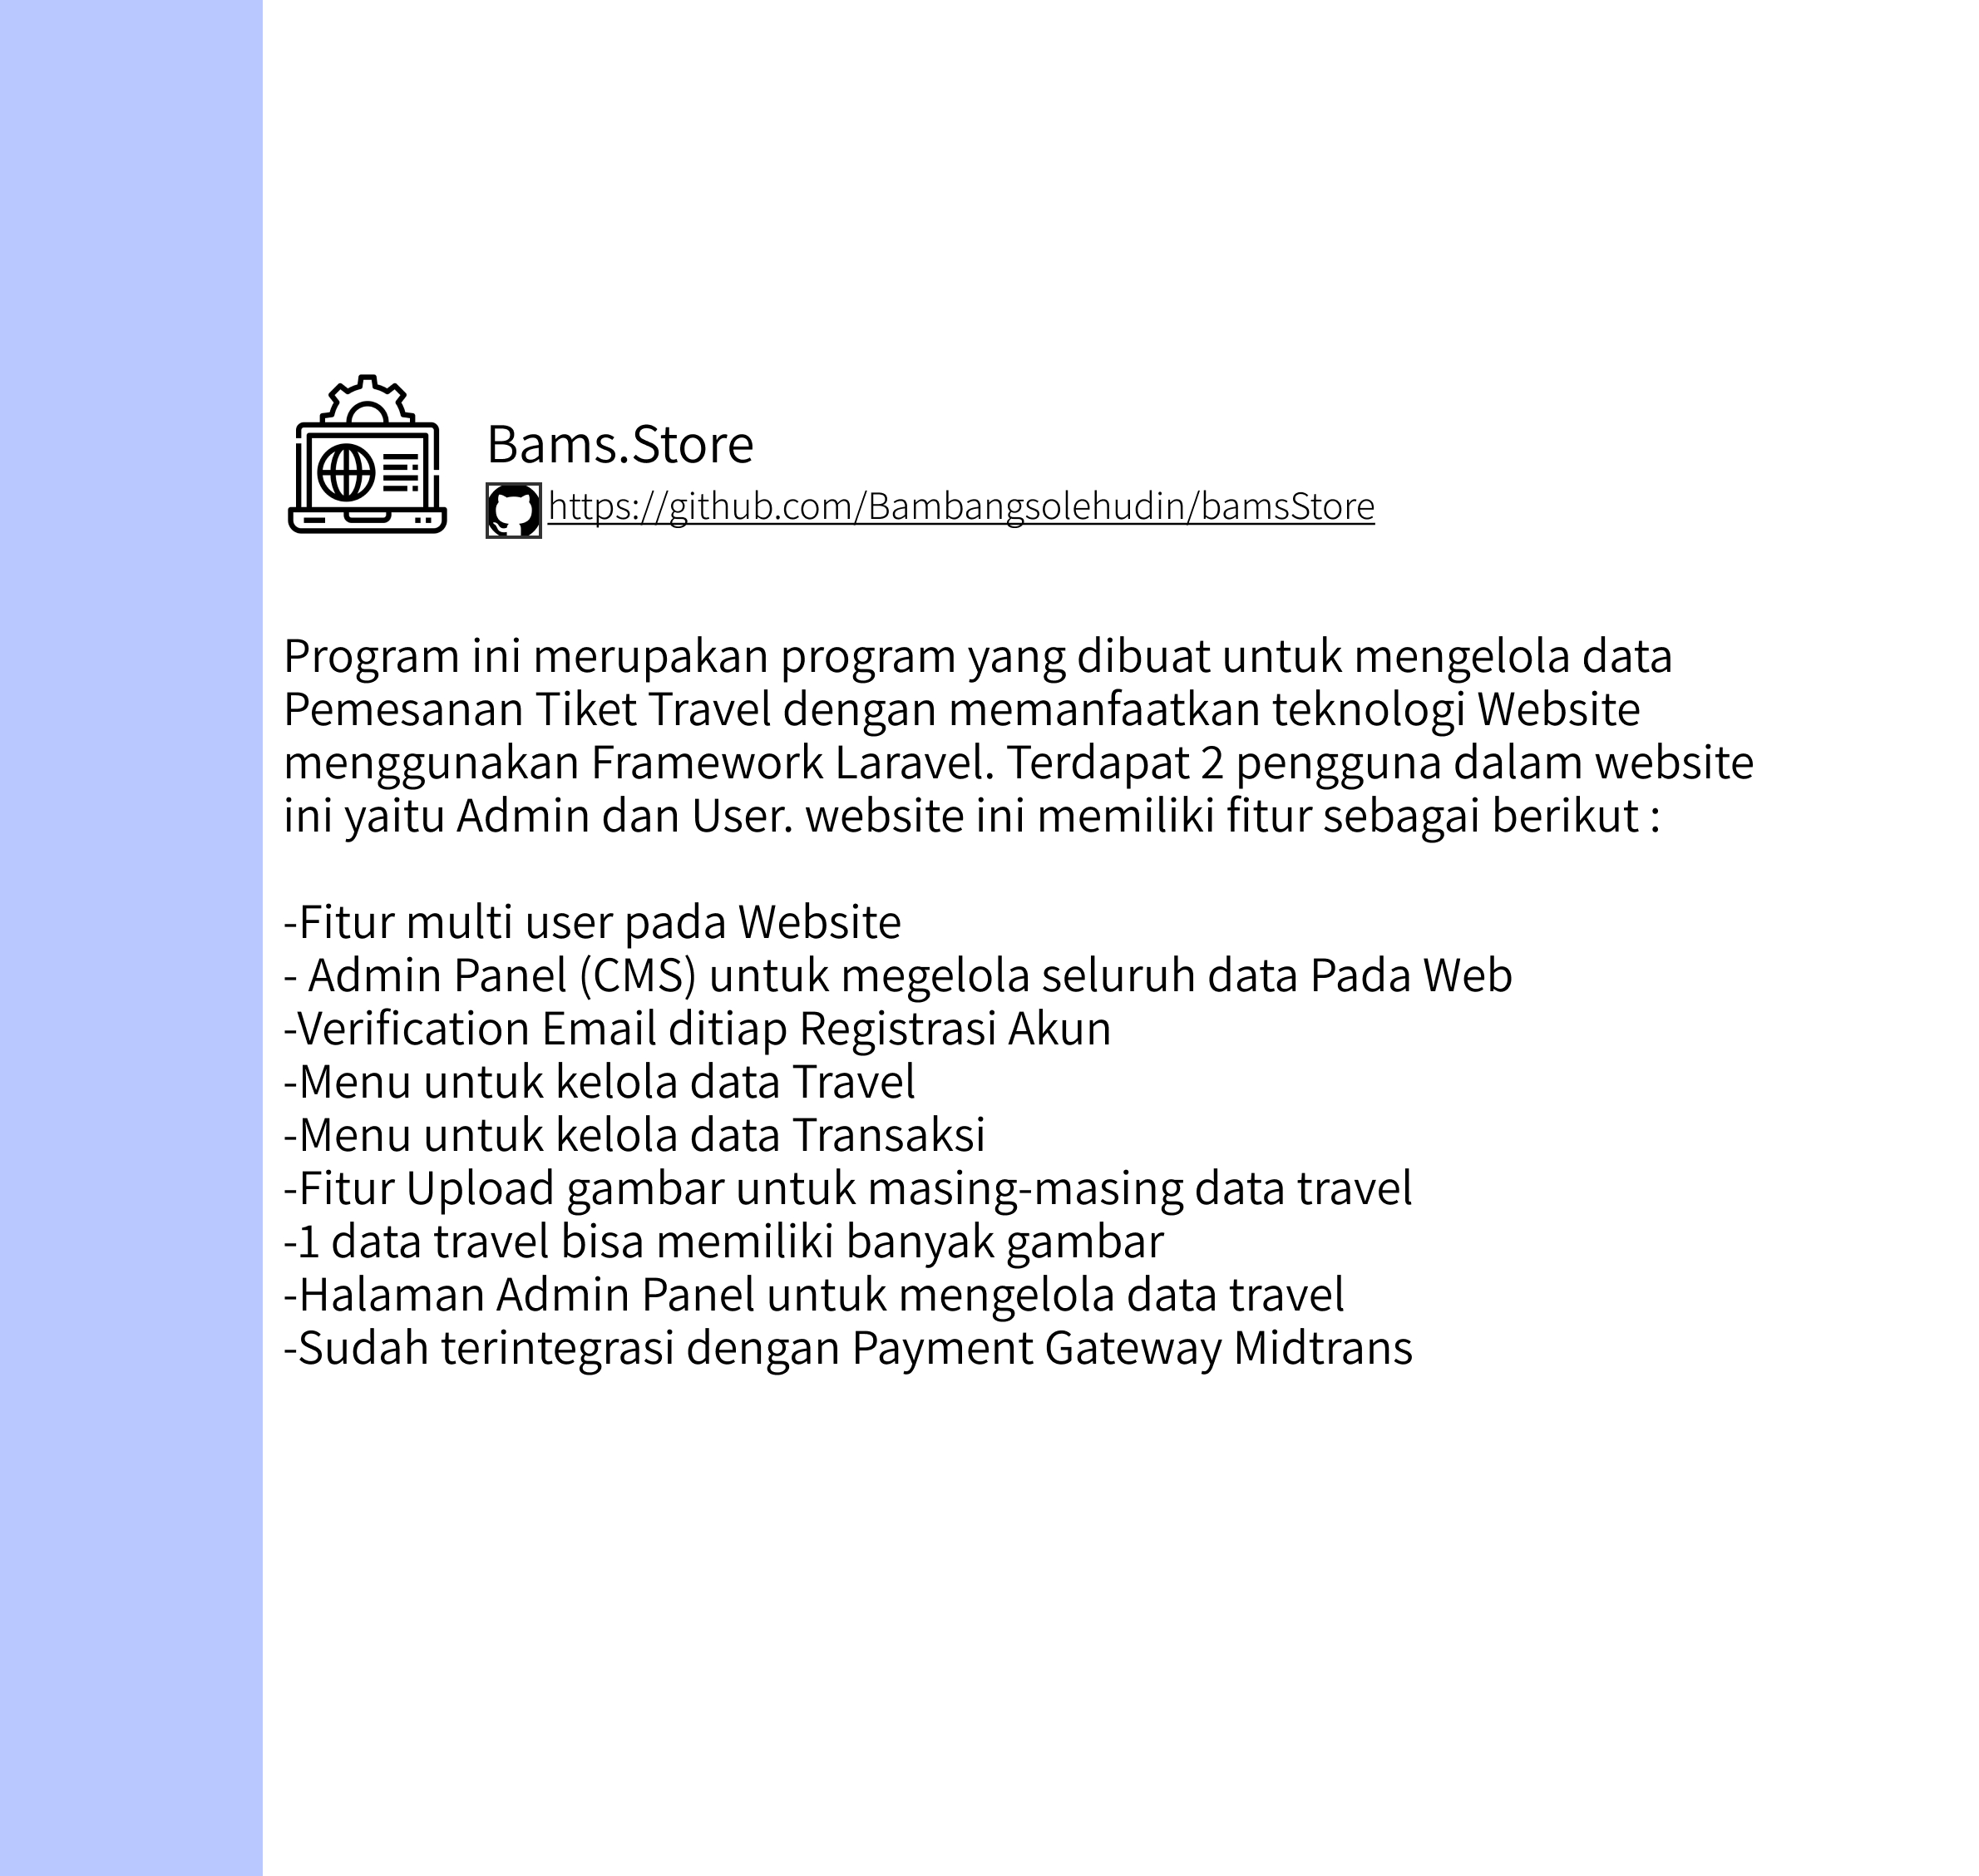 Bams.Store
https://github.com/Bambangsolehudin/bamsStore
Program ini merupakan program yang dibuat untuk mengelola data
Pemesanan Tiket Travel dengan memanfaatkan teknologi Website
menggunakan Framework Laravel. Terdapat 2 pengguna dalam website
ini yaitu Admin dan User. website ini memiliki fitur sebagai berikut :
-Fitur multi user pada Website
- Admin Panel (CMS) untuk negelola seluruh data Pada Web
-Verification Email ditiap Registrasi Akun
-Menu untuk kelola data Travel
-Menu untuk kelola data Transaksi
-Fitur Upload gambar untuk masing-masing data travel
-1 data travel bisa memiliki banyak gambar
-Halaman Admin Panel untuk mengelola data travel
-Sudah terintegrasi dengan Payment Gateway Midtrans